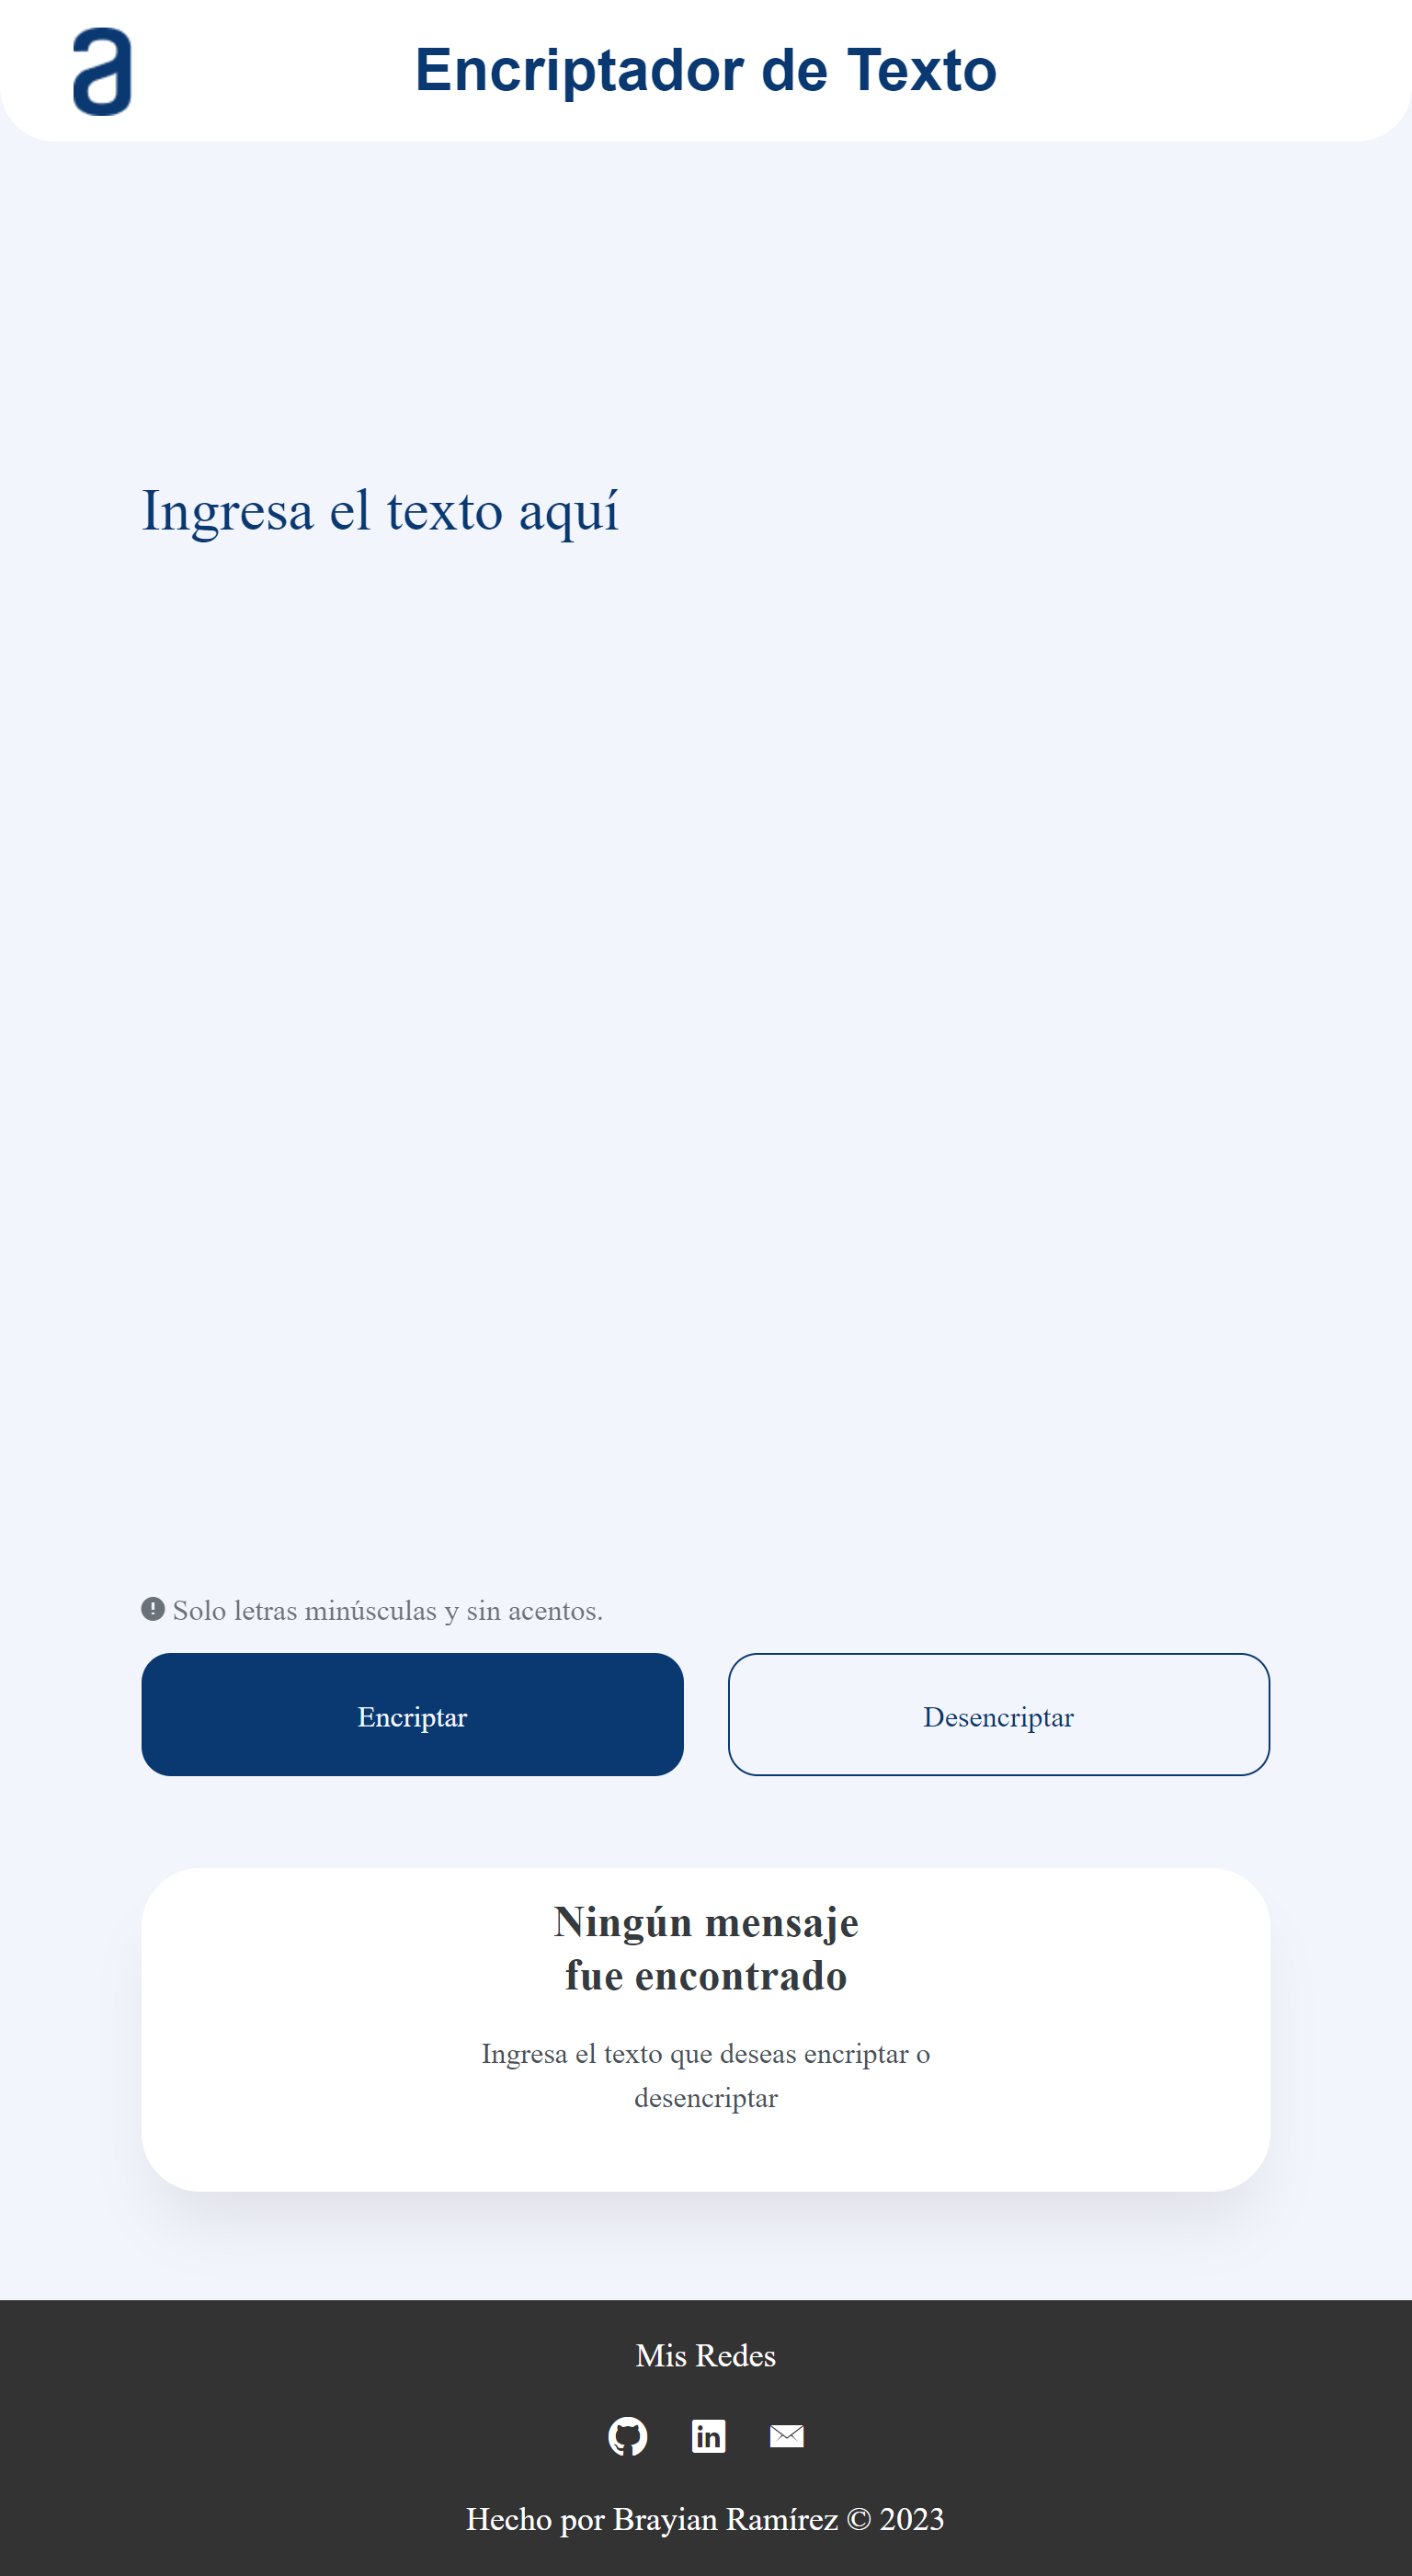 a
Encriptador de Texto
Ingresa el texto aquí
Solo letras minúsculas y sin acentos.
Encriptar
Desencriptar
Ningún mensaje
fue encontrado
Ingresa el texto que deseas encriptar o
desencriptar
Mis Redes
in
Hecho por Brayian Ramírez © 2023